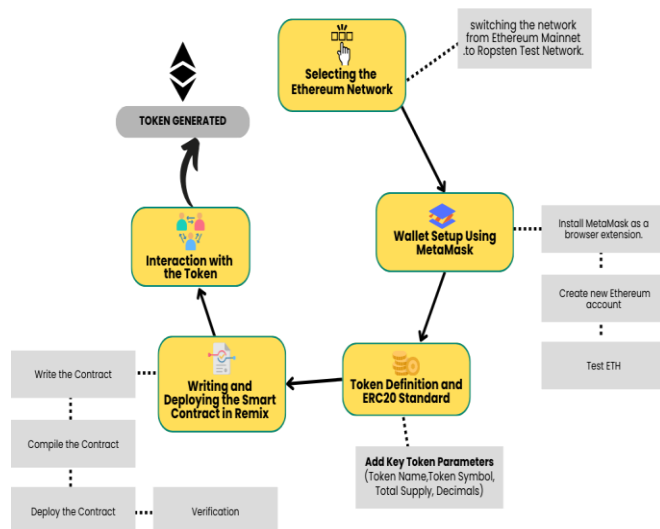 Selecting the
Ethereum Network
switching the network
from Ethereum Mainnet
.to Ropsten Test Network.
TOKEN GENERATED
Wallet Setup Using
MetaMask
Install MetaMask as a
browser extension.
Create new Ethereum
account
Test ETH
Interaction with
the Token
Token Definition and
ERC20 Standard
Add Key Token Parameters
(Token Name,Token Symbol,
Total Supply, Decimals)
Writing and
Deploying the Smart
Contract in Remix
Write the Contract
Compile the Contract
Deploy the Contract
Verification